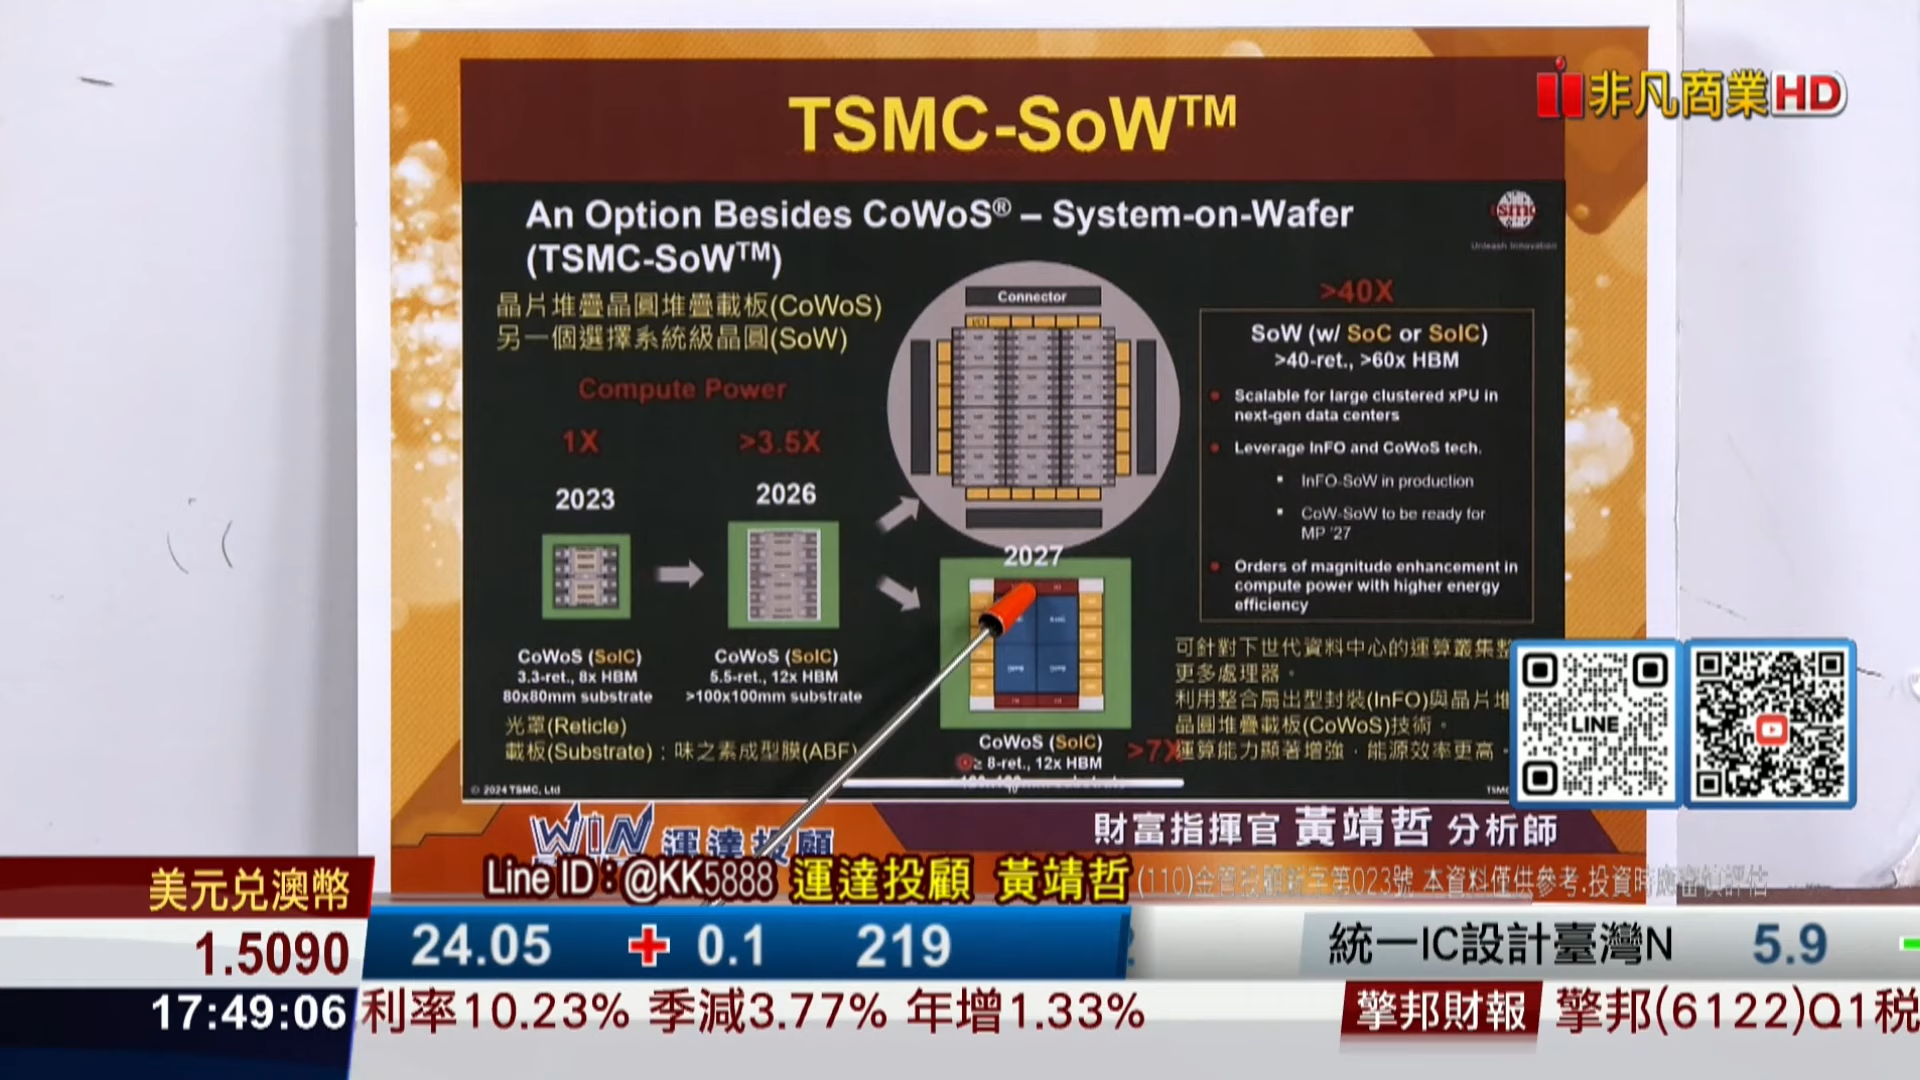 TSMC-SoW™
非凡商業HD
An Option Besides CoWoS® – System-on-Wafer
(TSMC-SoW™)
tsmc
Unleash Innovation
晶片堆疊晶圓堆疊載板(CoWoS)
另一個選擇系統級晶圓(SoW)
Compute Power
1X
>3.5X
2023
2026
CoWoS (SoIC)
3.3-ret., 8x HBM
80x80mm substrate
CoWoS (SoIC)
5.5-ret., 12x HBM
>100x100mm substrate
光罩(Reticle)
載板(Substrate)：味之素成型膜(ABF)
Connector
2027
CoWoS (SoIC)
≥ 8-ret., 12x HBM
>7X
>40X
SoW (w/ SoC or SoIC)
>40-ret., >60x HBM
Scalable for large clustered xPU in
next-gen data centers
Leverage InFO and CoWoS tech.
InFO-SoW in production
CoW-SoW to be ready for
MP '27
Orders of magnitude enhancement in
compute power with higher energy
efficiency
可針對下世代資料中心的運算叢集整
更多處理器。
利用整合扇出型封裝(InFO)與晶片堆
晶圓堆疊載板(CoWoS)技術。
運算能力顯著增強，能源效率更高。
LINE
© 2024 TSMC, Ltd
TSMC
WIN 運達投顧
財富指揮官 黃靖哲 分析師
Line ID：@KK5888 運達投顧 黃靖哲
本資料僅供參考.投資時應審慎評估
美元兌澳幣
1.5090
24.05 + 0.1 219
統一IC設計臺灣N 5.9
17:49:06
利率10.23% 季減3.77% 年增1.33%
擎邦財報 擎邦(6122)Q1稅